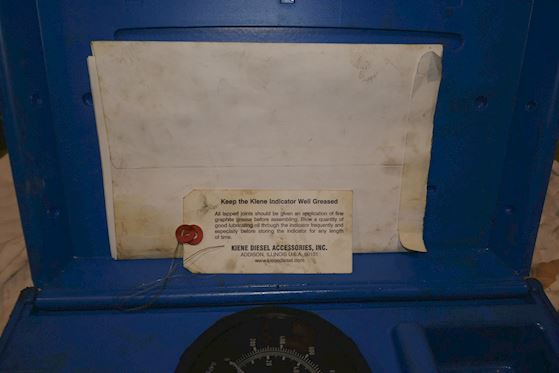 Keep the Kiene Indicator Well Greased
All lapped joints should be given an application of fine
graphite grease before assembling. Blow a quantity of
good lubricating oil through the indicator frequently and
especially before storing the indicator for any length
of time.
KIENE DIESEL ACCESSORIES, INC.
ADDISON, ILLINOIS U.S.A. 60101
www.kienediesel.com